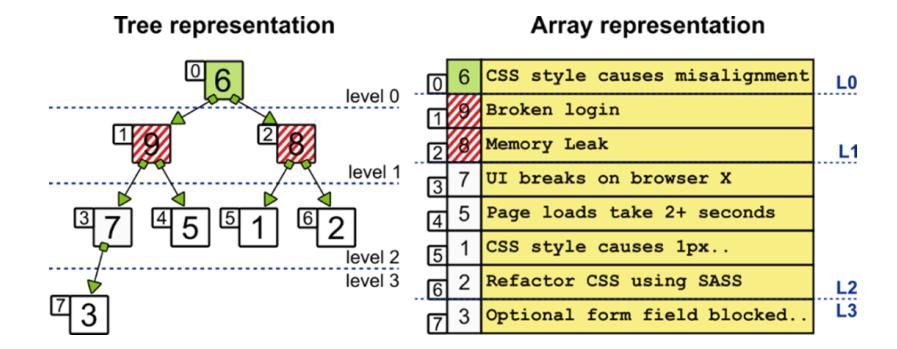 Tree representation
Array representation
0 6
level 0
1 9
2 8
level 1
3 7
4 5
5 1
6 2
level 2
level 3
7 3
0 6 CSS style causes misalignment
L0
1 9 Broken login
2 8 Memory Leak
L1
3 7 UI breaks on browser X
4 5 Page loads take 2+ seconds
5 1 CSS style causes 1px..
6 2 Refactor CSS using SASS
L2
L3
7 3 Optional form field blocked..